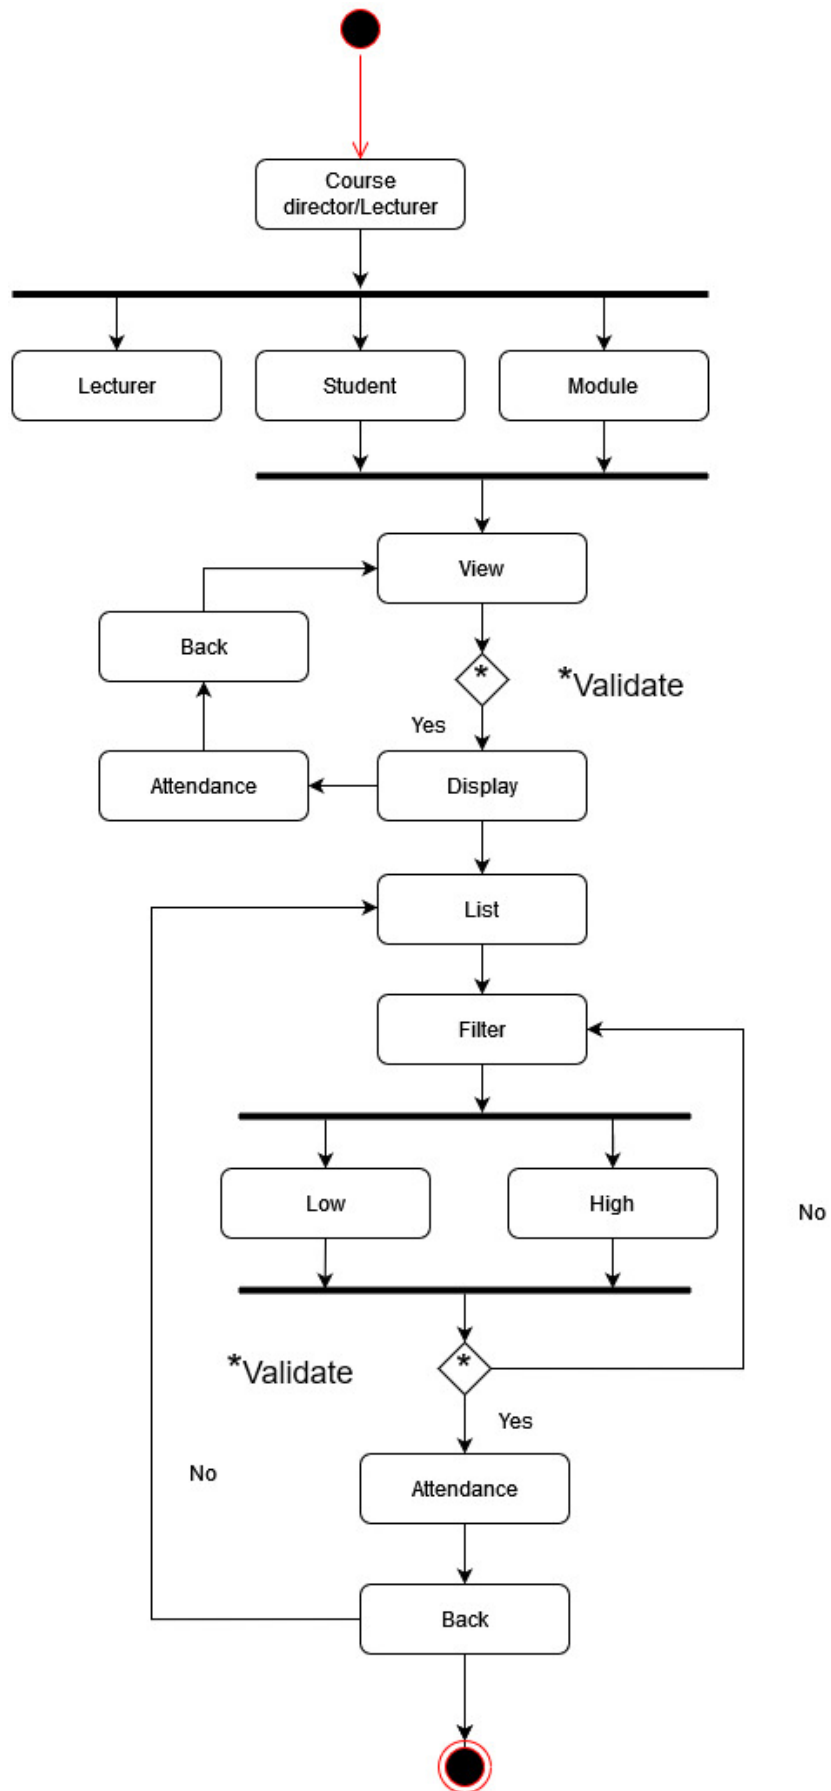 Course
director/Lecturer
Lecturer
Student
Module
View
Back
*
*Validate
Yes
Attendance
Display
List
Filter
Low
High
No
*Validate
*
Yes
No
Attendance
Back